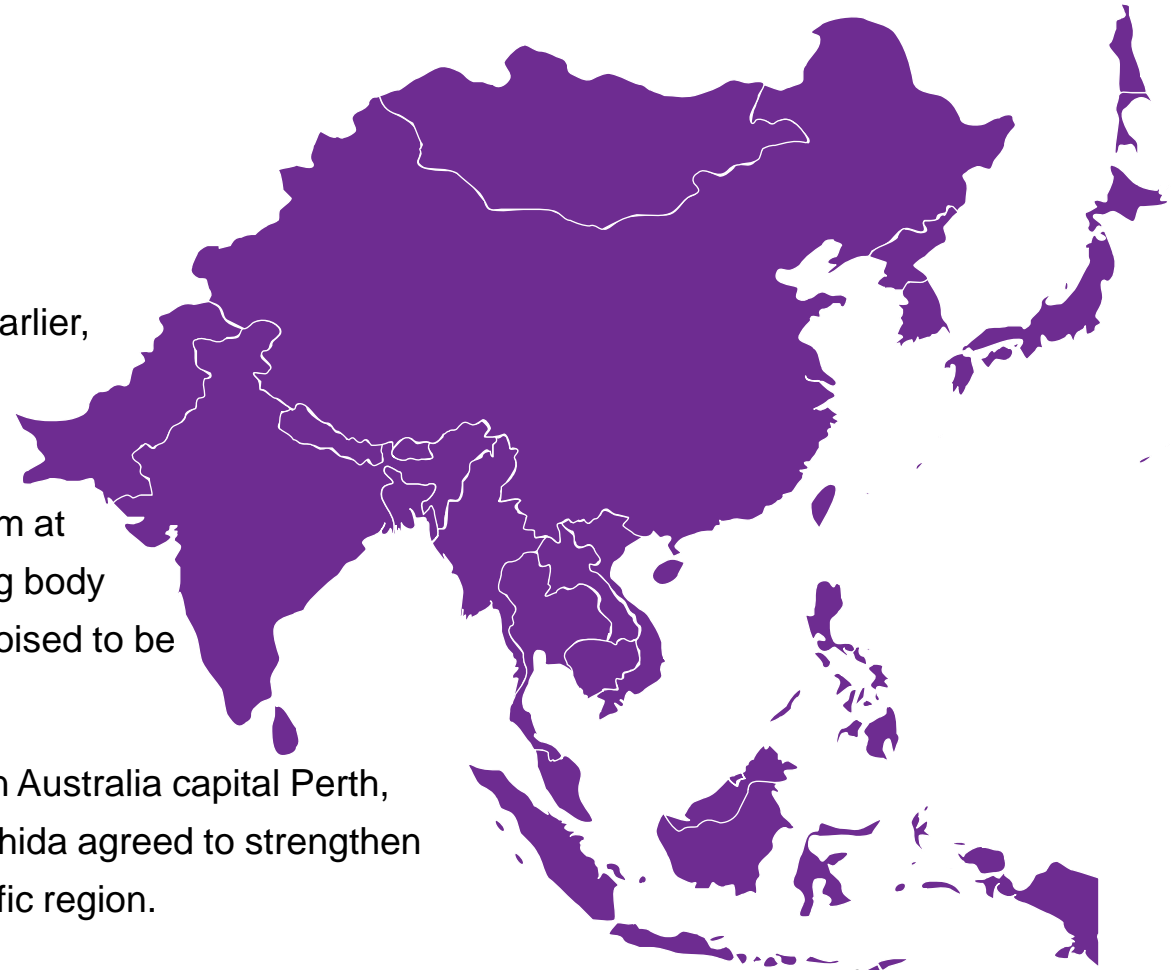 arlier,
m at
g body
oised to be
n Australia capital Perth,
hida agreed to strengthen
fic region.